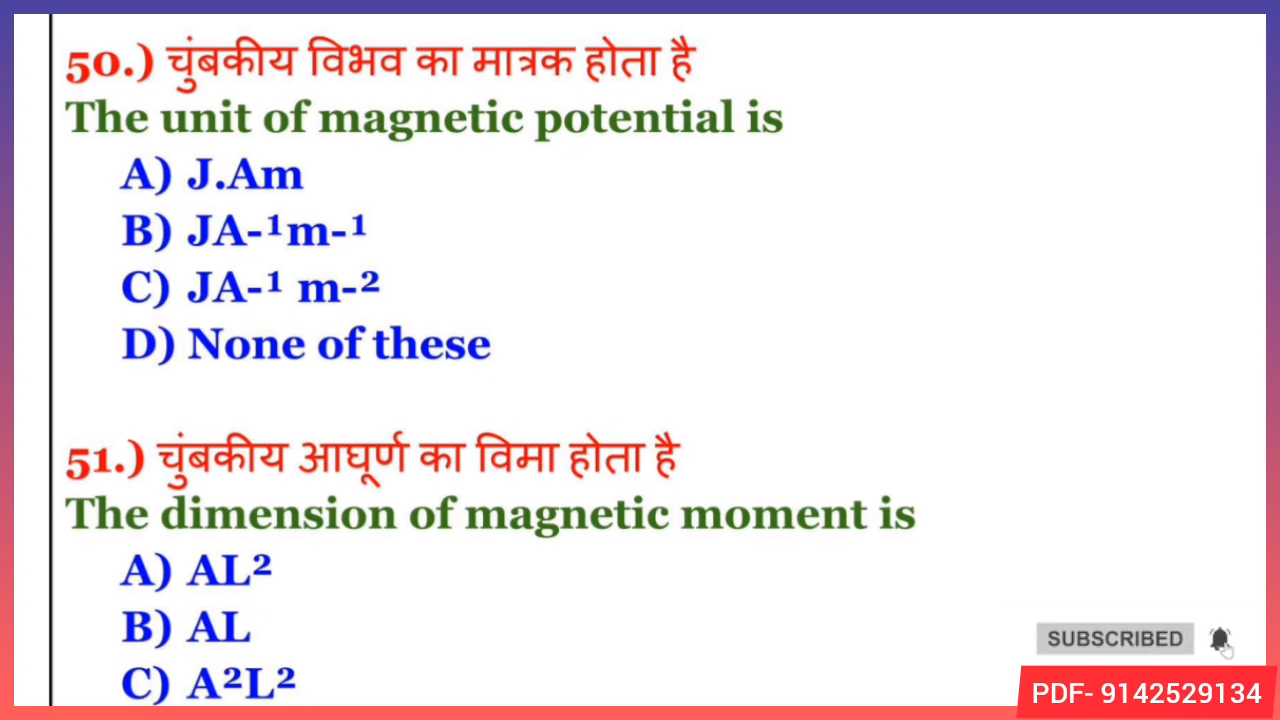 50.) चुंबकीय विभव का मात्रक होता है
The unit of magnetic potential is
A) J.Am
B) JA-¹m-¹
C) JA-¹ m-²
D) None of these
51.) चुंबकीय आघूर्ण का विमा होता है
The dimension of magnetic moment is
A) AL²
B) AL
C) A²L²
SUBSCRIBED
PDF- 9142529134